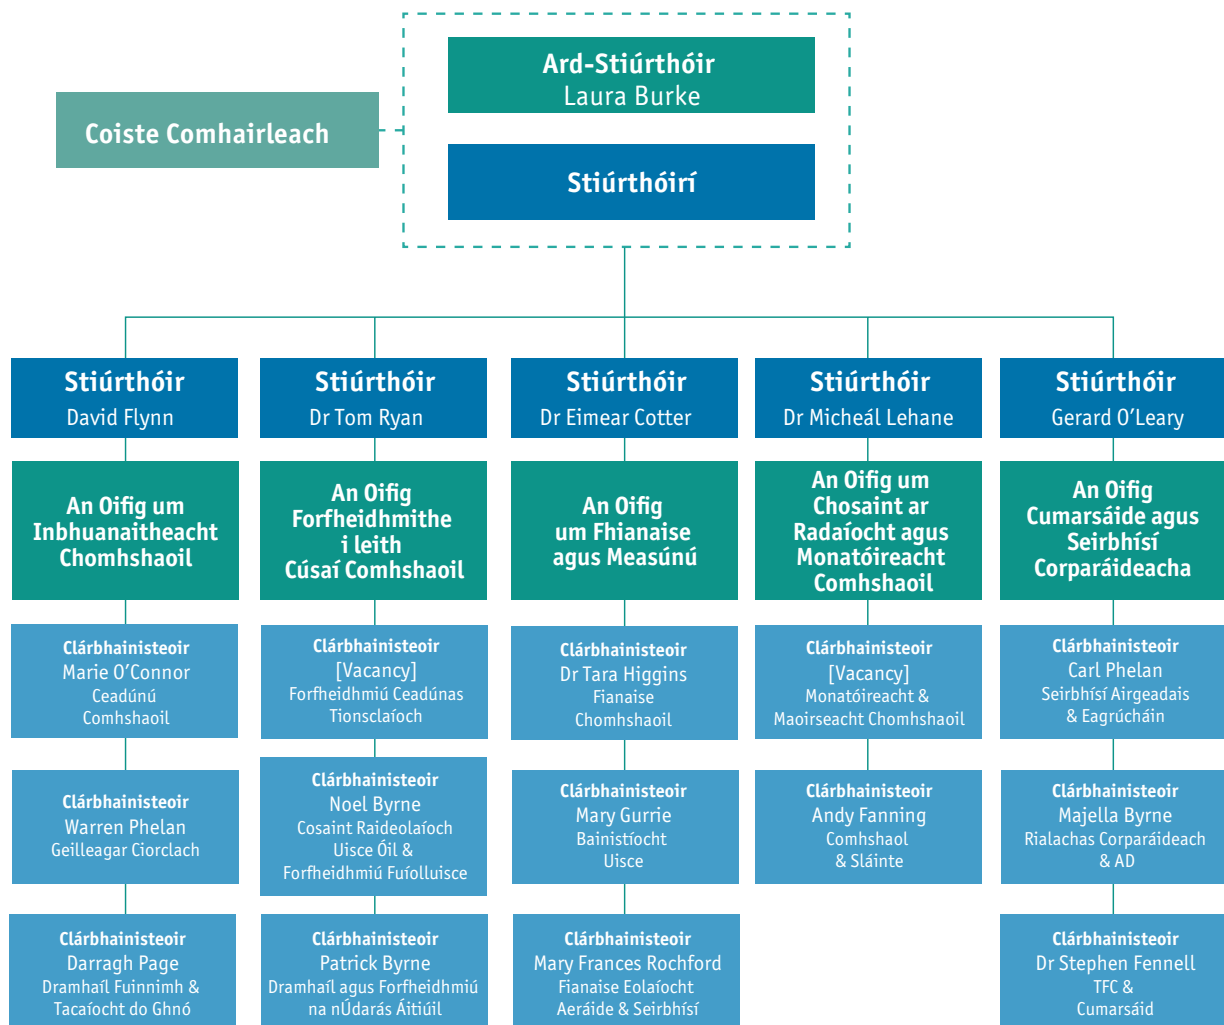 Ard-Stiúrthóir
Laura Burke
Coiste Comhairleach
Stiúrthóirí
Stiúrthóir
David Flynn
Stiúrthóir
Dr Tom Ryan
Stiúrthóir
Dr Eimear Cotter
Stiúrthóir
Dr Micheál Lehane
Stiúrthóir
Gerard O’Leary
An Oifig um
Inbhuanaitheacht
Chomhshaoil
An Oifig
Forfheidhmithe
i leith
Cúsaí Comhshaoil
An Oifig
um Fhianaise
agus Measúnú
An Oifig um
Chosaint ar
Radaíocht agus
Monatóireacht
Comhshaoil
An Oifig
Cumarsáide agus
Seirbhísí
Corparáideacha
Clárbhainisteoir
Marie O’Connor
Ceadúnú
Comhshaoil
Clárbhainisteoir
[Vacancy]
Forfheidhmiú Ceadúnas
Tionsclaíoch
Clárbhainisteoir
Dr Tara Higgins
Fianaise
Chomhshaoil
Clárbhainisteoir
[Vacancy]
Monatóireacht &
Maoirseacht Chomhshaoil
Clárbhainisteoir
Carl Phelan
Seirbhísí Airgeadais
& Eagrúcháin
Clárbhainisteoir
Warren Phelan
Geilleagar Ciorclach
Clárbhainisteoir
Noel Byrne
Cosaint Raideolaíoch
Uisce Óil &
Forfheidhmiú Fuíolluisce
Clárbhainisteoir
Mary Gurrie
Bainistíocht
Uisce
Clárbhainisteoir
Andy Fanning
Comhshaol
& Sláinte
Clárbhainisteoir
Majella Byrne
Rialachas Corparáideach
& AD
Clárbhainisteoir
Darragh Page
Dramhaíl Fuinnimh &
Tacaíocht do Ghnó
Clárbhainisteoir
Patrick Byrne
Dramhaíl agus Forfheidhmiú
na nÚdarás Áitiúil
Clárbhainisteoir
Mary Frances Rochford
Fianaise Eolaíocht
Aeráide & Seirbhísí
Clárbhainisteoir
Dr Stephen Fennell
TFC &
Cumarsáid